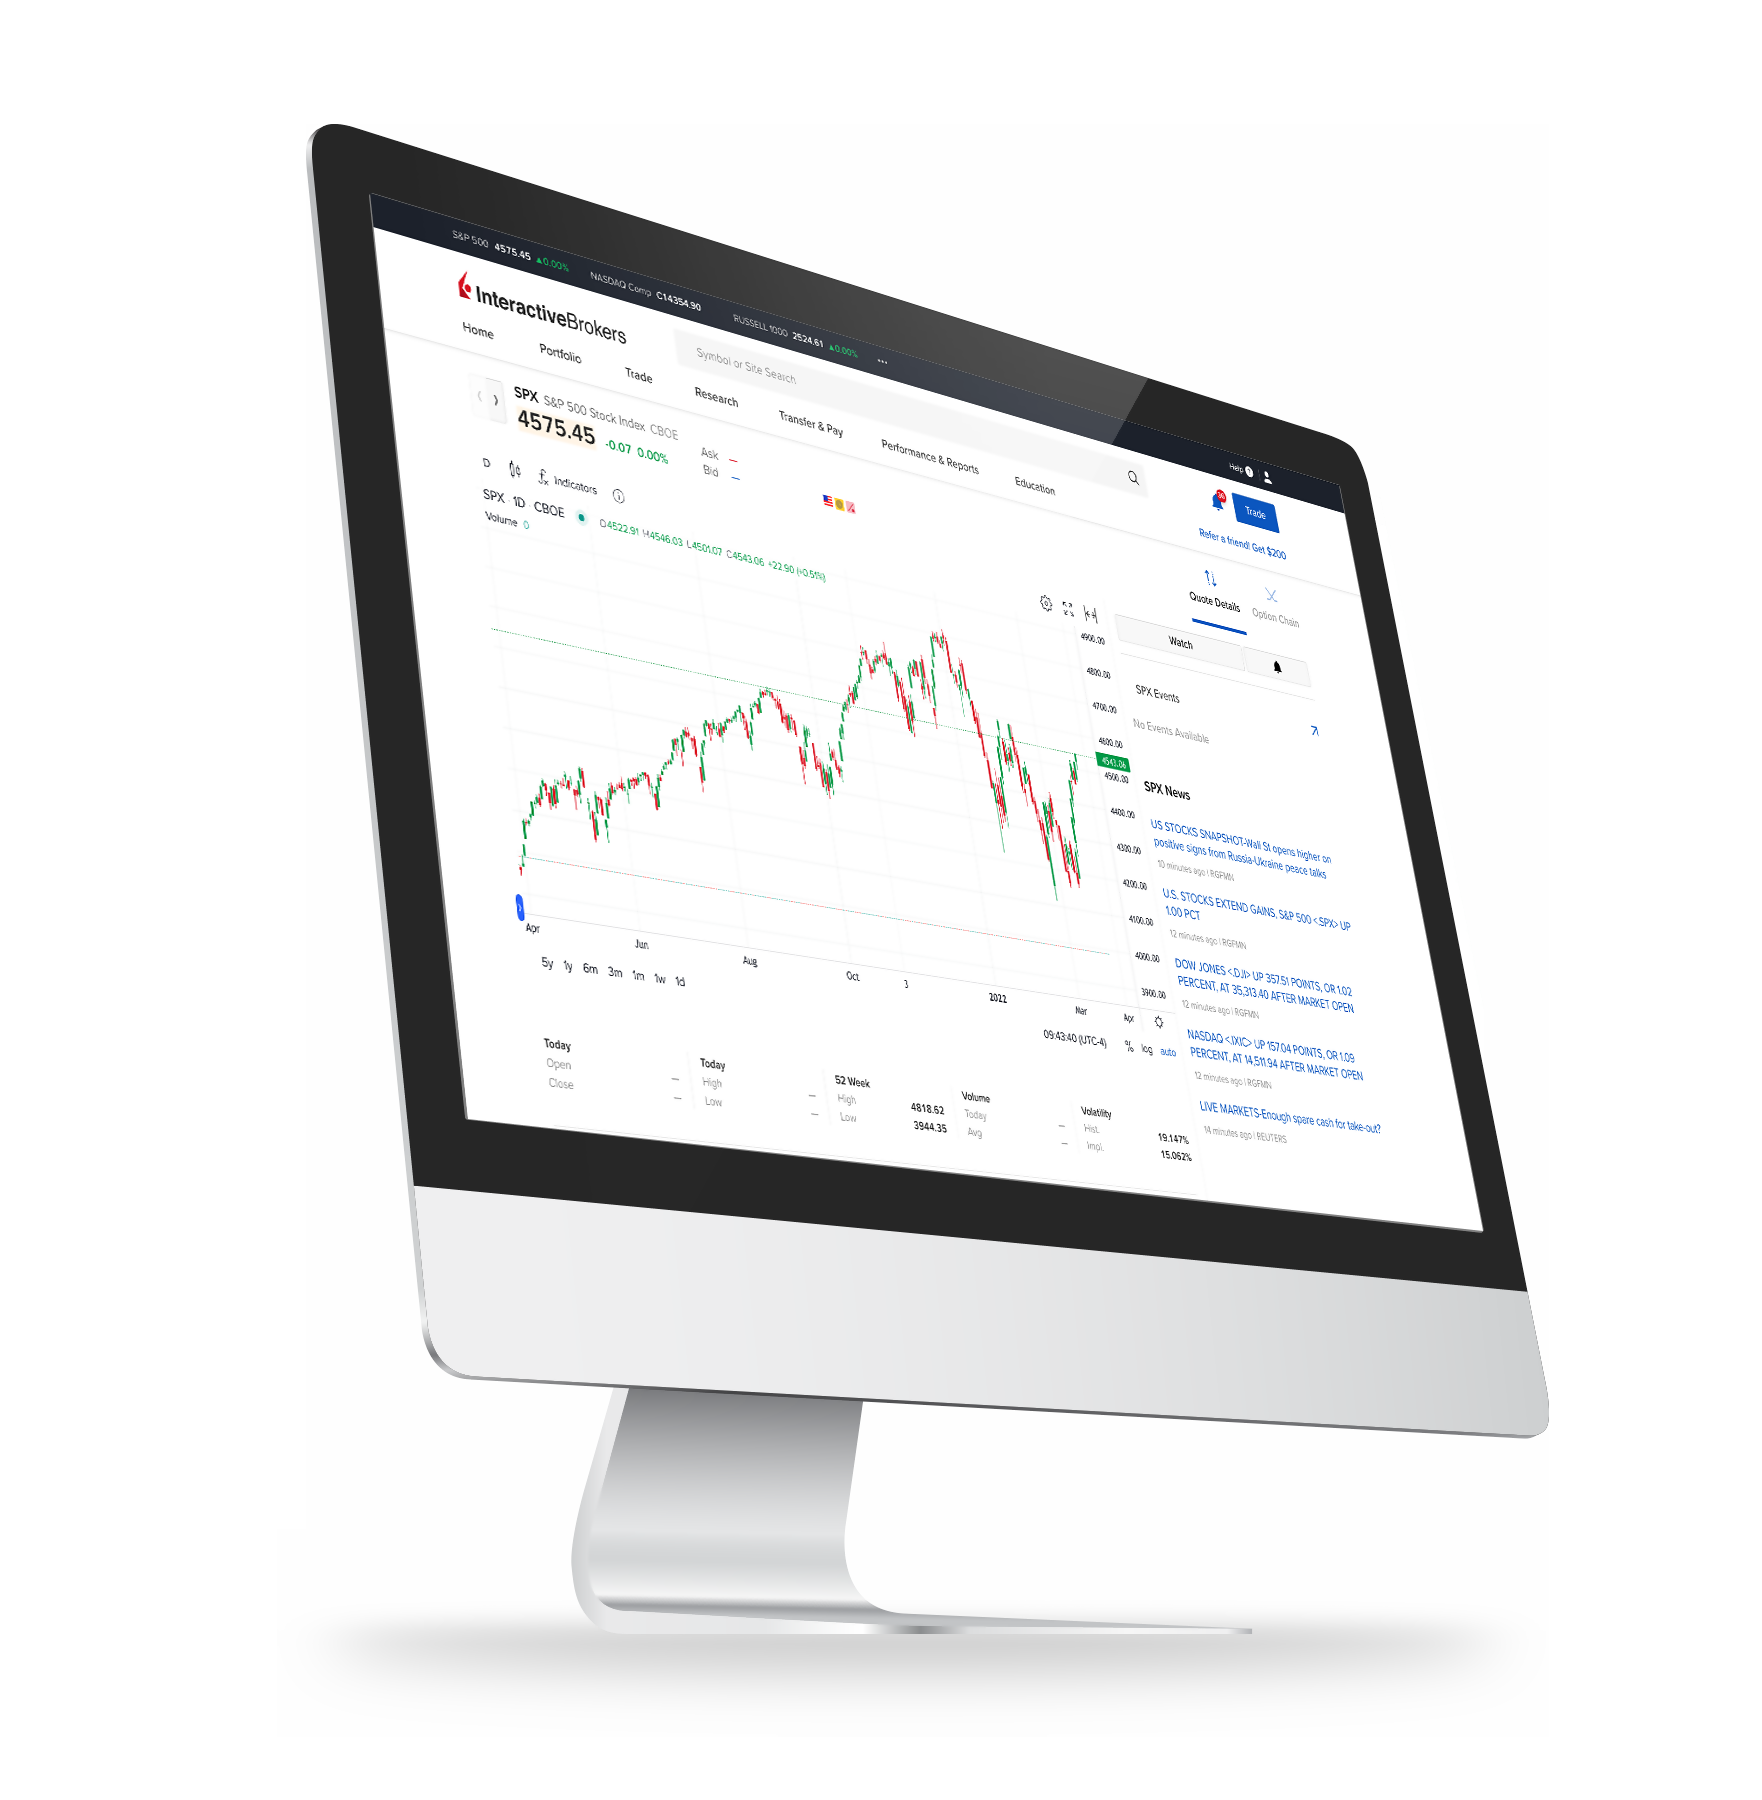 S&P 500 4575.45 ▲0.00% NASDAQ Comp C14354.90 RUSSELL 1000 2524.61 ▲0.00% ...
Help
InteractiveBrokers
Symbol or Site Search
Trade
Home Portfolio Trade Research Transfer & Pay Performance & Reports Education
Refer a friend! Get $200
SPX S&P 500 Stock Index CBOE
4575.45 -0.07 0.00%
Ask –
Bid –
D Indicators
SPX 1D CBOE O4522.91 H4546.03 L4501.07 C4543.06 +22.90 (+0.51%)
Volume 0
4900.00
4800.00
4700.00
4600.00
4543.06
4500.00
4400.00
4300.00
4200.00
4100.00
4000.00
3900.00
Apr Jun Aug Oct 3 2022 Mar Apr
5y 1y 6m 3m 1m 1w 1d
09:43:40 (UTC-4) % log auto
Quote Details Option Chain
Watch
SPX Events
No Events Available
SPX News
US STOCKS SNAPSHOT-Wall St opens higher on
positive signs from Russia-Ukraine peace talks
10 minutes ago | RGFMN
U.S. STOCKS EXTEND GAINS, S&P 500 <.SPX> UP
1.00 PCT
12 minutes ago | RGFMN
DOW JONES <.DJI> UP 357.51 POINTS, OR 1.02
PERCENT, AT 35,313.40 AFTER MARKET OPEN
12 minutes ago | RGFMN
NASDAQ <.IXIC> UP 157.04 POINTS, OR 1.09
PERCENT, AT 14,511.94 AFTER MARKET OPEN
12 minutes ago | RGFMN
LIVE MARKETS-Enough spare cash for take-out?
14 minutes ago | REUTERS
Today
Open –
Close –
Today
High –
Low –
52 Week
High 4818.62
Low 3944.35
Volume
Today –
Avg –
Volatility
Hist. 19.147%
Impl. 15.062%